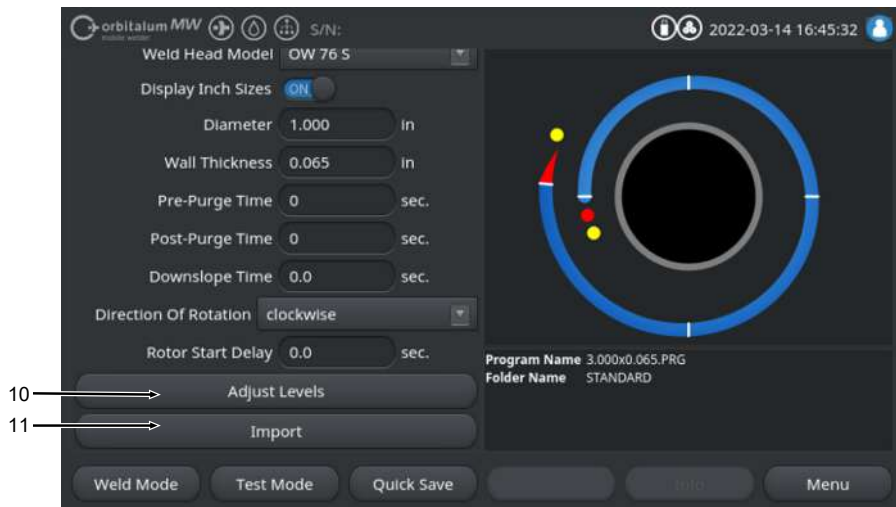 orbitalum MW S/N: 2022-03-14 16:45:32
mobile welder
Weld Head Model OW 76 S
Display Inch Sizes ON
Diameter 1.000 in
Wall Thickness 0.065 in
Pre-Purge Time 0 sec.
Post-Purge Time 0 sec.
Downslope Time 0.0 sec.
Direction Of Rotation clockwise
Rotor Start Delay 0.0 sec.
Program Name 3.000x0.065.PRG
Folder Name STANDARD
10 Adjust Levels
11 Import
Weld Mode Test Mode Quick Save Info Menu